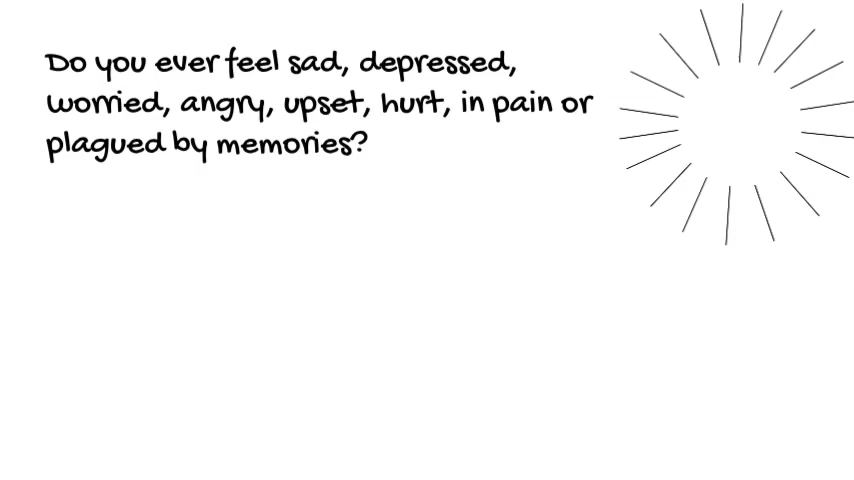 Do you ever feel sad, depressed,
worried, angry, upset, hurt, in pain or
plagued by memories?